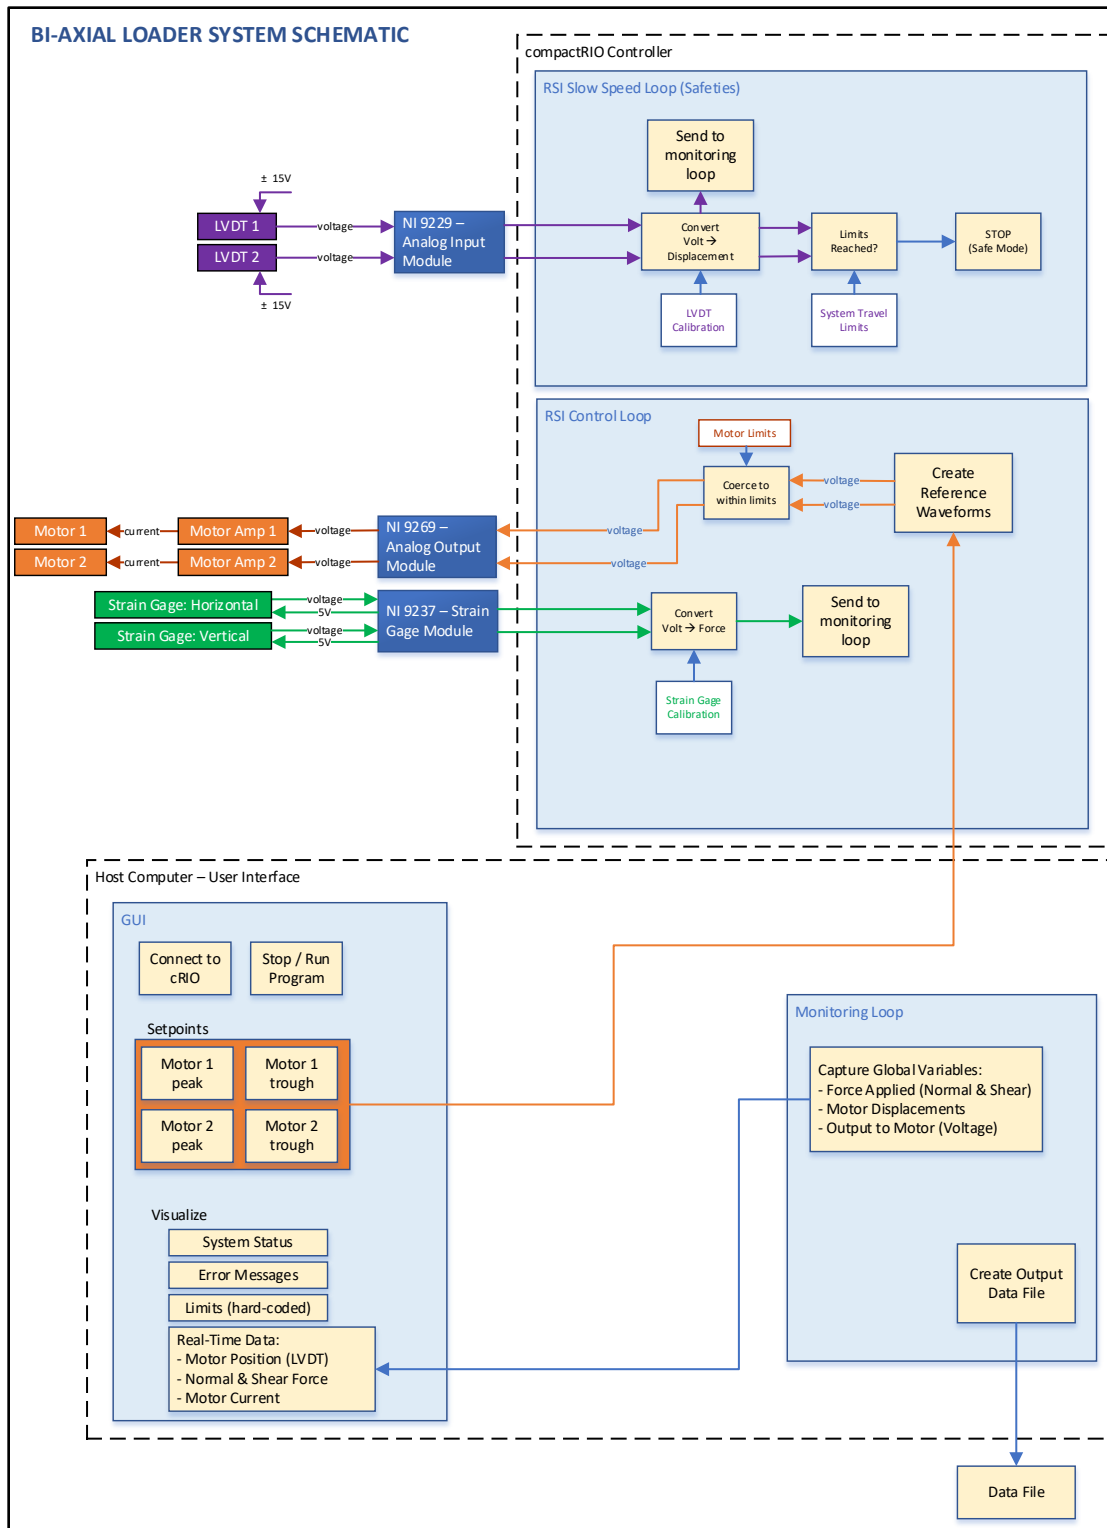 BI-AXIAL LOADER SYSTEM SCHEMATIC
compactRIO Controller
RSI Slow Speed Loop (Safeties)
Send to
monitoring
loop
± 15V
LVDT 1
voltage
LVDT 2
voltage
± 15V
NI 9229 –
Analog Input
Module
Convert
Volt → 
Displacement
Limits
Reached?
STOP
(Safe Mode)
LVDT
Calibration
System Travel
Limits
RSI Control Loop
Motor Limits
Coerce to
within limits
voltage
voltage
Create
Reference
Waveforms
voltage
voltage
Motor 1
current
Motor Amp 1
voltage
Motor 2
current
Motor Amp 2
voltage
NI 9269 –
Analog Output
Module
Strain Gage: Horizontal
voltage
5V
Strain Gage: Vertical
voltage
5V
NI 9237 – Strain
Gage Module
Convert
Volt → Force
Send to
monitoring
loop
Strain Gage
Calibration
Host Computer – User Interface
GUI
Connect to
cRIO
Stop / Run
Program
Setpoints
Motor 1
peak
Motor 1
trough
Motor 2
peak
Motor 2
trough
Visualize
System Status
Error Messages
Limits (hard-coded)
Real-Time Data:
- Motor Position (LVDT)
- Normal & Shear Force
- Motor Current
Monitoring Loop
Capture Global Variables:
- Force Applied (Normal & Shear)
- Motor Displacements
- Output to Motor (Voltage)
Create Output
Data File
Data File